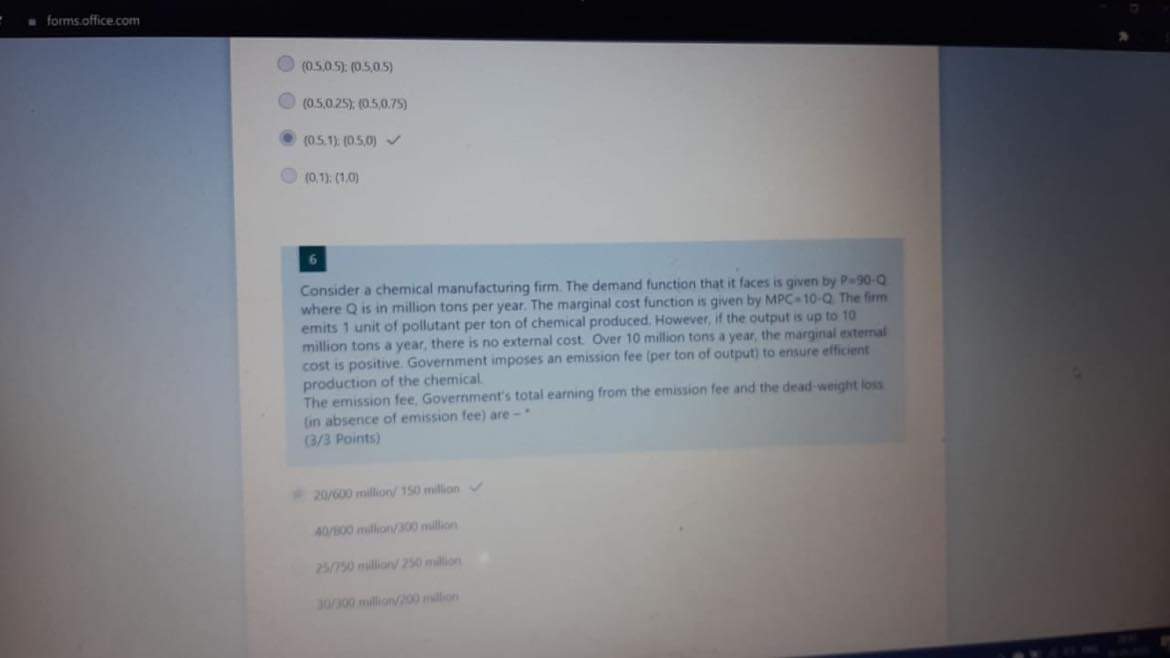 forms.office.com
(0.5,0.5); (0.5,0.5)
(0.5,0.25); (0.5,0.75)
(0.5,1); (0.5,0)
(0,1); (1,0)
6
Consider a chemical manufacturing firm. The demand function that it faces is given by P=90-Q
where Q is in million tons per year. The marginal cost function is given by MPC=10-Q. The firm
emits 1 unit of pollutant per ton of chemical produced. However, if the output is up to 10
million tons a year, there is no external cost. Over 10 million tons a year, the marginal external
cost is positive. Government imposes an emission fee (per ton of output) to ensure efficient
production of the chemical.
The emission fee, Government's total earning from the emission fee and the dead-weight loss
(in absence of emission fee) are – *
(3/3 Points)
20/600 million/ 150 million
40/800 million/300 million
25/750 million/ 250 million
30/300 million/200 million